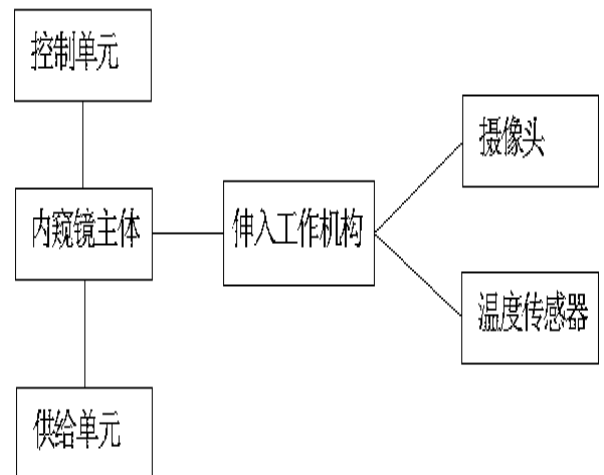 控制单元
摄像头
内窥镜主体
伸入工作机构
温度传感器
供给单元